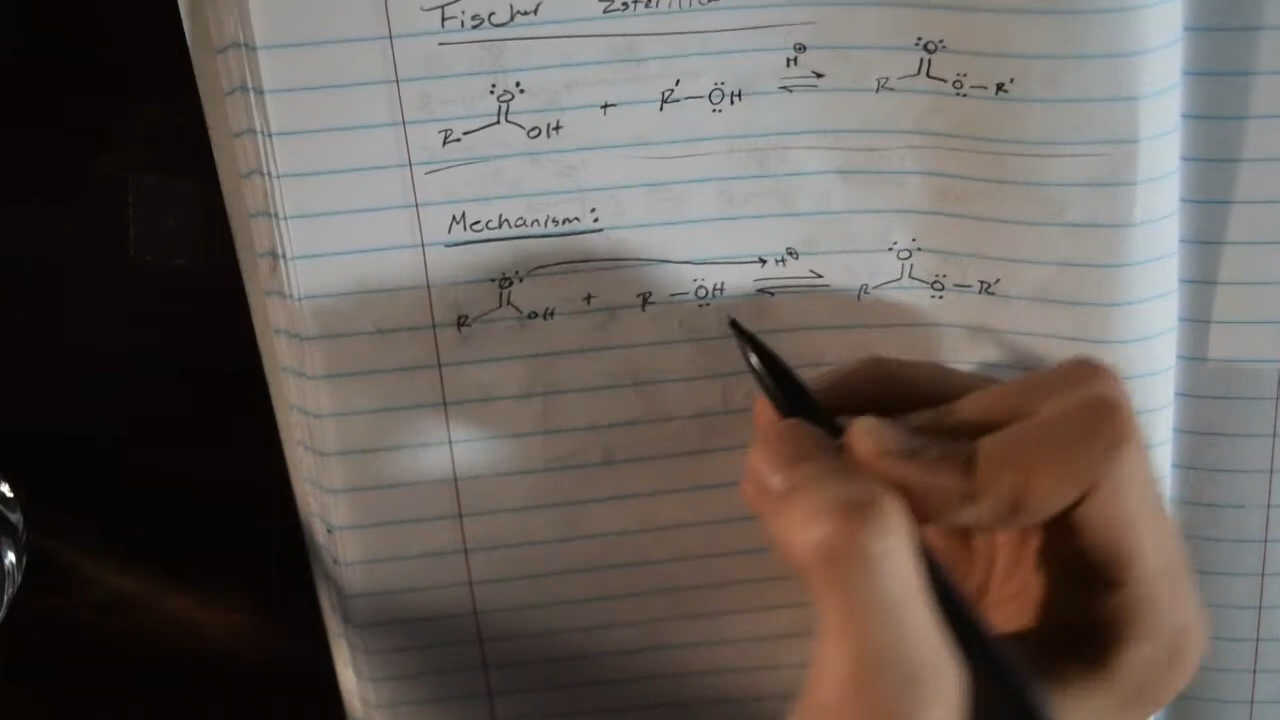 Fischer
R OH O + R'—OH H⊕ ⇌ R O O—R'
Mechanism:
R OH O + R—OH H⊕ ⇌ R O O—R'